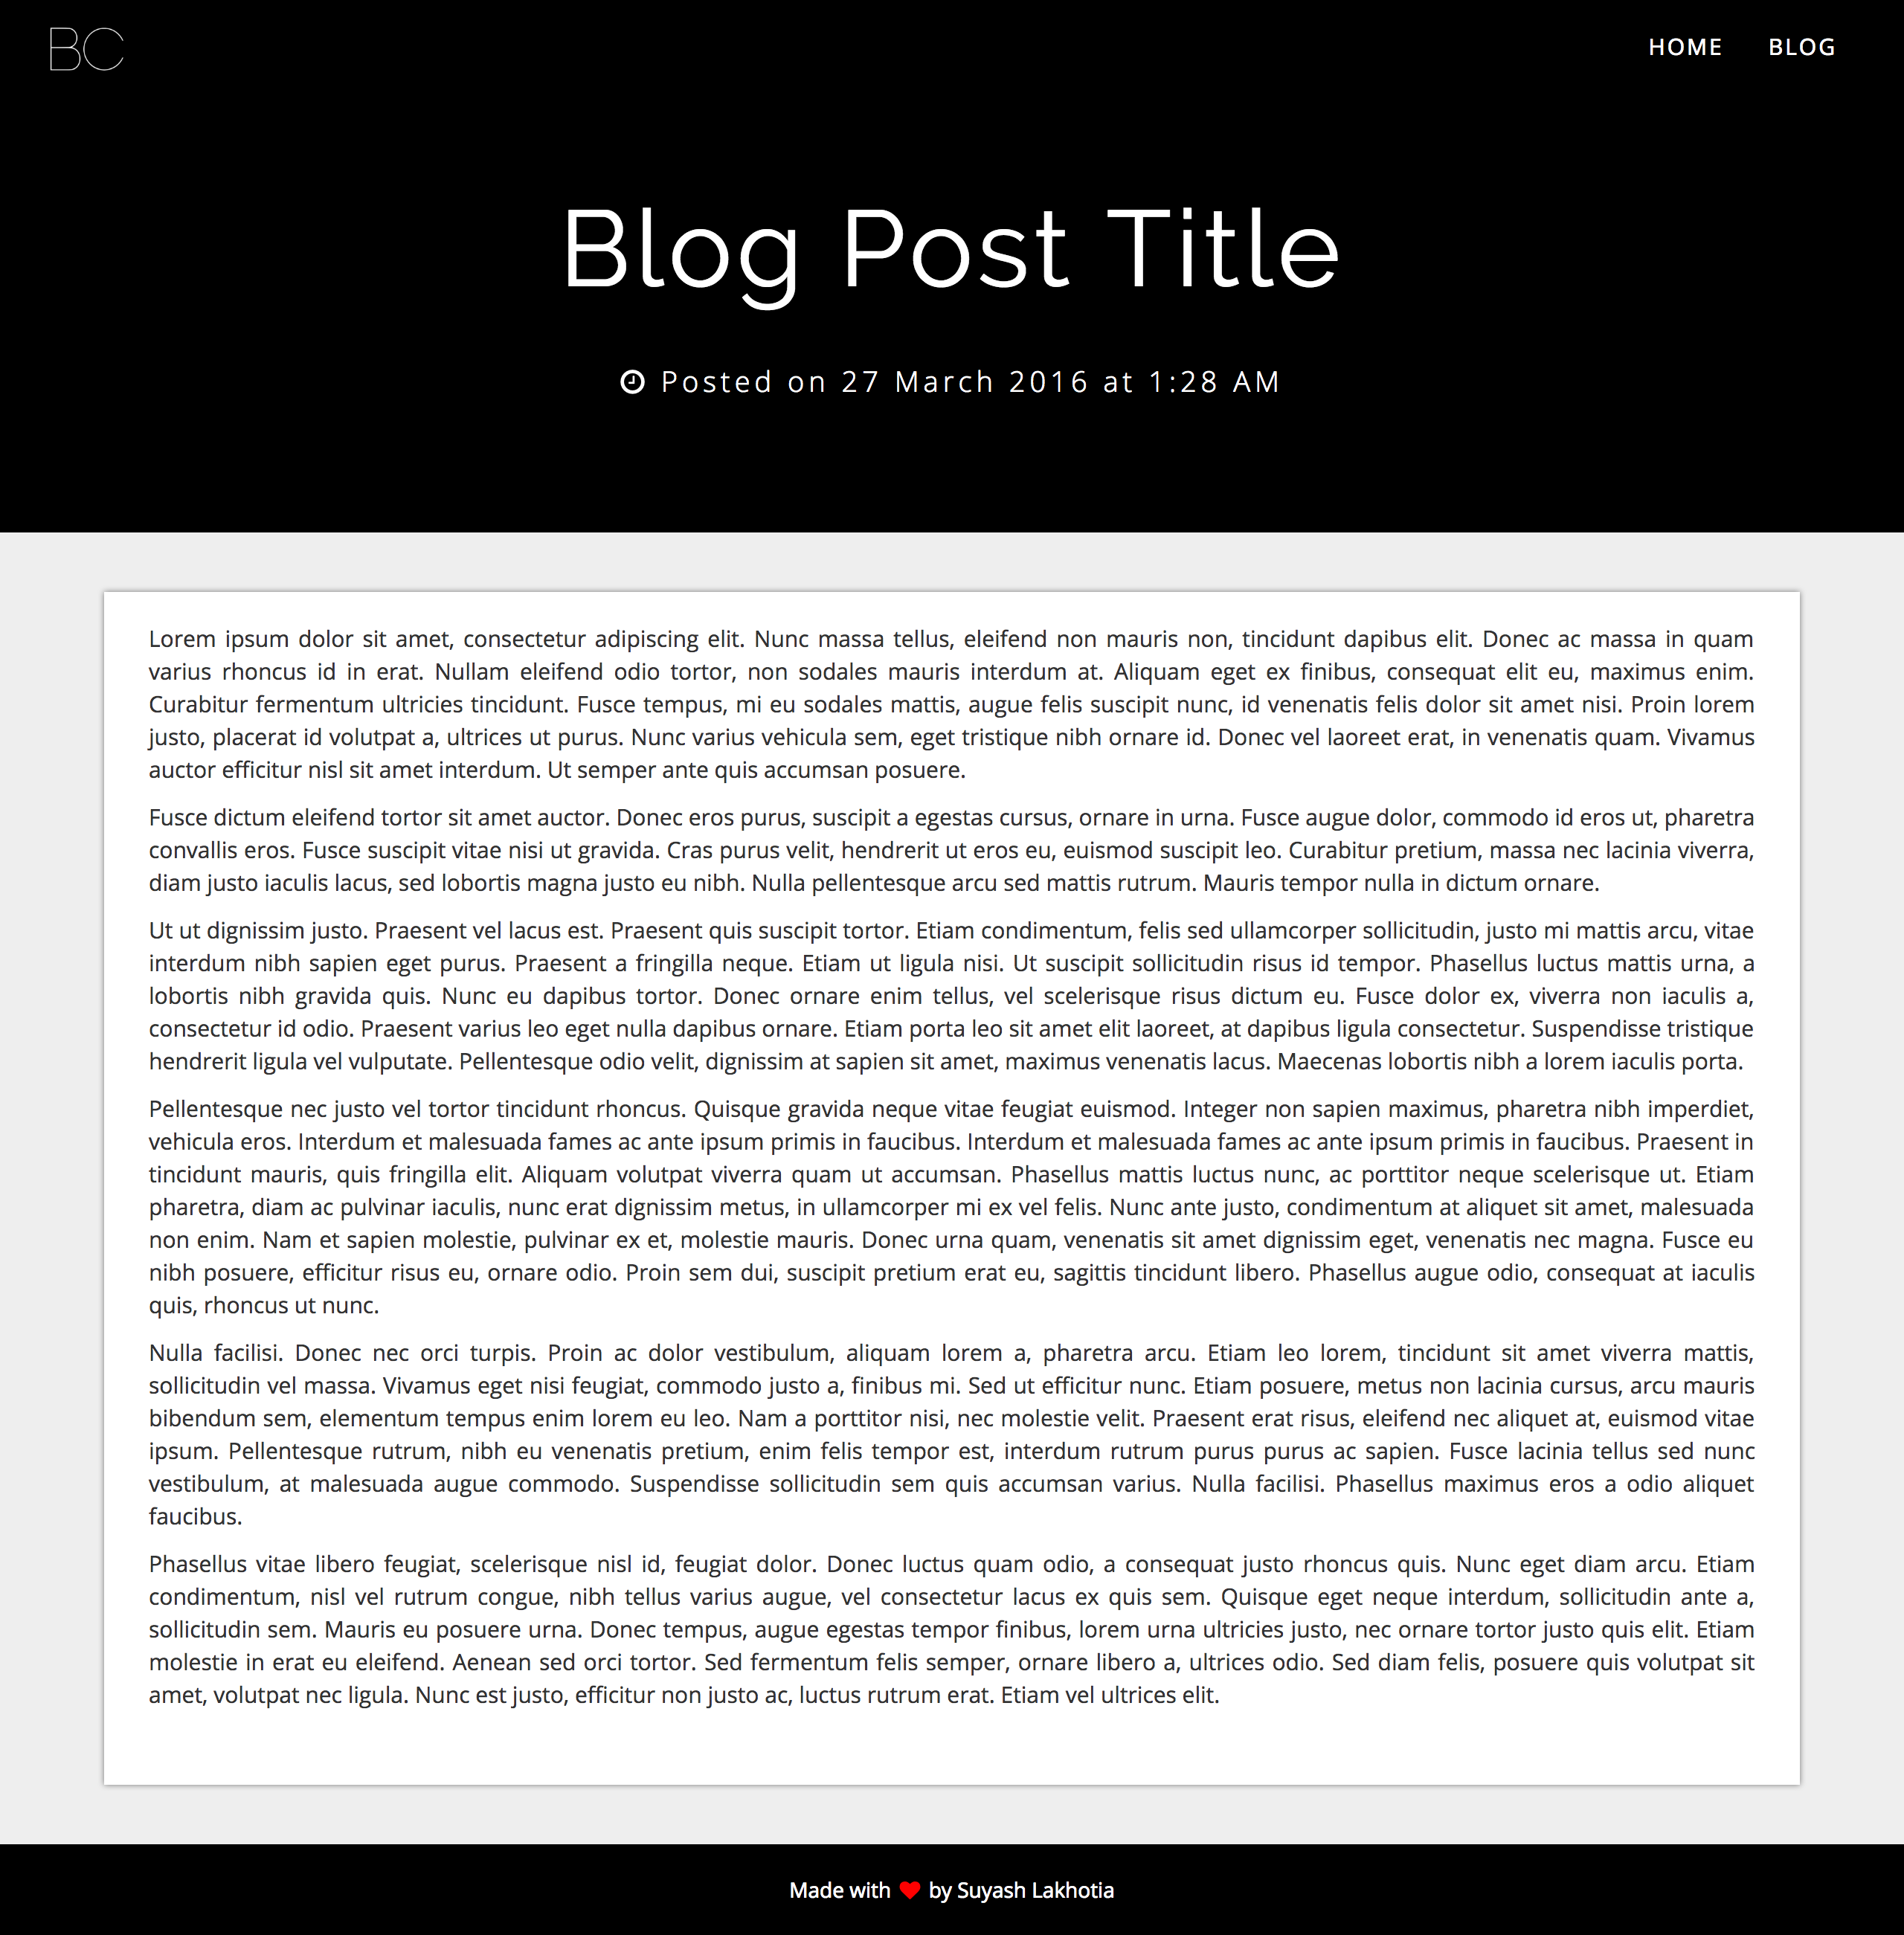 BC
HOME BLOG
Blog Post Title
Posted on 27 March 2016 at 1:28 AM
Lorem ipsum dolor sit amet, consectetur adipiscing elit. Nunc massa tellus, eleifend non mauris non, tincidunt dapibus elit. Donec ac massa in quam
varius rhoncus id in erat. Nullam eleifend odio tortor, non sodales mauris interdum at. Aliquam eget ex finibus, consequat elit eu, maximus enim.
Curabitur fermentum ultricies tincidunt. Fusce tempus, mi eu sodales mattis, augue felis suscipit nunc, id venenatis felis dolor sit amet nisi. Proin lorem
justo, placerat id volutpat a, ultrices ut purus. Nunc varius vehicula sem, eget tristique nibh ornare id. Donec vel laoreet erat, in venenatis quam. Vivamus
auctor efficitur nisl sit amet interdum. Ut semper ante quis accumsan posuere.
Fusce dictum eleifend tortor sit amet auctor. Donec eros purus, suscipit a egestas cursus, ornare in urna. Fusce augue dolor, commodo id eros ut, pharetra
convallis eros. Fusce suscipit vitae nisi ut gravida. Cras purus velit, hendrerit ut eros eu, euismod suscipit leo. Curabitur pretium, massa nec lacinia viverra,
diam justo iaculis lacus, sed lobortis magna justo eu nibh. Nulla pellentesque arcu sed mattis rutrum. Mauris tempor nulla in dictum ornare.
Ut ut dignissim justo. Praesent vel lacus est. Praesent quis suscipit tortor. Etiam condimentum, felis sed ullamcorper sollicitudin, justo mi mattis arcu, vitae
interdum nibh sapien eget purus. Praesent a fringilla neque. Etiam ut ligula nisi. Ut suscipit sollicitudin risus id tempor. Phasellus luctus mattis urna, a
lobortis nibh gravida quis. Nunc eu dapibus tortor. Donec ornare enim tellus, vel scelerisque risus dictum eu. Fusce dolor ex, viverra non iaculis a,
consectetur id odio. Praesent varius leo eget nulla dapibus ornare. Etiam porta leo sit amet elit laoreet, at dapibus ligula consectetur. Suspendisse tristique
hendrerit ligula vel vulputate. Pellentesque odio velit, dignissim at sapien sit amet, maximus venenatis lacus. Maecenas lobortis nibh a lorem iaculis porta.
Pellentesque nec justo vel tortor tincidunt rhoncus. Quisque gravida neque vitae feugiat euismod. Integer non sapien maximus, pharetra nibh imperdiet,
vehicula eros. Interdum et malesuada fames ac ante ipsum primis in faucibus. Interdum et malesuada fames ac ante ipsum primis in faucibus. Praesent in
tincidunt mauris, quis fringilla elit. Aliquam volutpat viverra quam ut accumsan. Phasellus mattis luctus nunc, ac porttitor neque scelerisque ut. Etiam
pharetra, diam ac pulvinar iaculis, nunc erat dignissim metus, in ullamcorper mi ex vel felis. Nunc ante justo, condimentum at aliquet sit amet, malesuada
non enim. Nam et sapien molestie, pulvinar ex et, molestie mauris. Donec urna quam, venenatis sit amet dignissim eget, venenatis nec magna. Fusce eu
nibh posuere, efficitur risus eu, ornare odio. Proin sem dui, suscipit pretium erat eu, sagittis tincidunt libero. Phasellus augue odio, consequat at iaculis
quis, rhoncus ut nunc.
Nulla facilisi. Donec nec orci turpis. Proin ac dolor vestibulum, aliquam lorem a, pharetra arcu. Etiam leo lorem, tincidunt sit amet viverra mattis,
sollicitudin vel massa. Vivamus eget nisi feugiat, commodo justo a, finibus mi. Sed ut efficitur nunc. Etiam posuere, metus non lacinia cursus, arcu mauris
bibendum sem, elementum tempus enim lorem eu leo. Nam a porttitor nisi, nec molestie velit. Praesent erat risus, eleifend nec aliquet at, euismod vitae
ipsum. Pellentesque rutrum, nibh eu venenatis pretium, enim felis tempor est, interdum rutrum purus purus ac sapien. Fusce lacinia tellus sed nunc
vestibulum, at malesuada augue commodo. Suspendisse sollicitudin sem quis accumsan varius. Nulla facilisi. Phasellus maximus eros a odio aliquet
faucibus.
Phasellus vitae libero feugiat, scelerisque nisl id, feugiat dolor. Donec luctus quam odio, a consequat justo rhoncus quis. Nunc eget diam arcu. Etiam
condimentum, nisl vel rutrum congue, nibh tellus varius augue, vel consectetur lacus ex quis sem. Quisque eget neque interdum, sollicitudin ante a,
sollicitudin sem. Mauris eu posuere urna. Donec tempus, augue egestas tempor finibus, lorem urna ultricies justo, nec ornare tortor justo quis elit. Etiam
molestie in erat eu eleifend. Aenean sed orci tortor. Sed fermentum felis semper, ornare libero a, ultrices odio. Sed diam felis, posuere quis volutpat sit
amet, volutpat nec ligula. Nunc est justo, efficitur non justo ac, luctus rutrum erat. Etiam vel ultrices elit.
Made with ❤ by Suyash Lakhotia